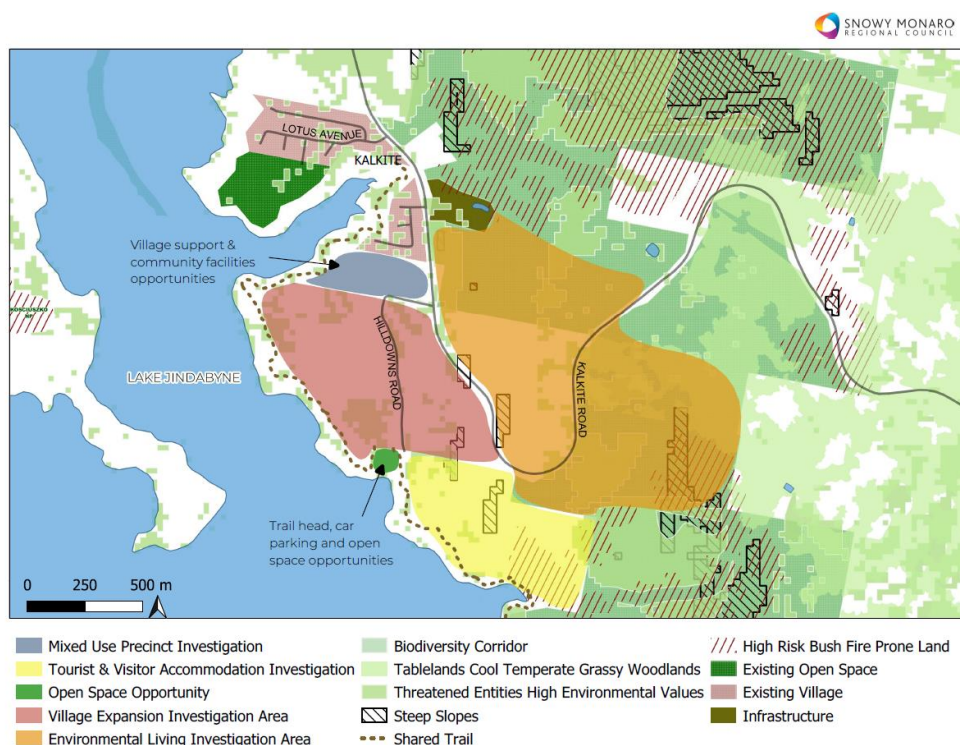 SNOWY MONARO
REGIONAL COUNCIL
LOTUS AVENUE
KALKITE
Village support &
community facilities
opportunities
HILLDOWNS ROAD
KALKITE ROAD
KOSCIUSZKO
NP
LAKE JINDABYNE
Trail head, car
parking and open
space opportunities
0 250 500 m
Mixed Use Precinct Investigation
Tourist & Visitor Accommodation Investigation
Open Space Opportunity
Village Expansion Investigation Area
Environmental Living Investigation Area
Biodiversity Corridor
Tablelands Cool Temperate Grassy Woodlands
Threatened Entities High Environmental Values
Steep Slopes
Shared Trail
High Risk Bush Fire Prone Land
Existing Open Space
Existing Village
Infrastructure